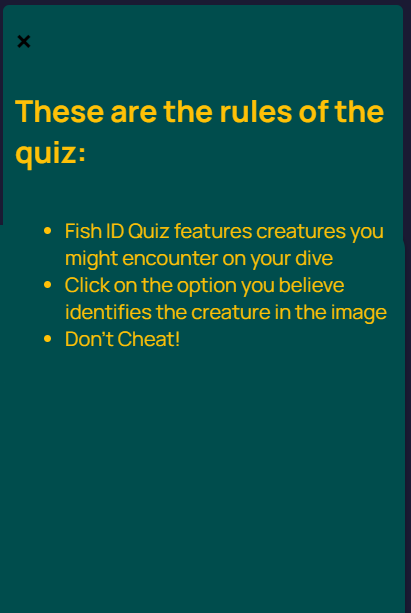 ×
These are the rules of the
quiz:
• Fish ID Quiz features creatures you
might encounter on your dive
• Click on the option you believe
identifies the creature in the image
• Don't Cheat!